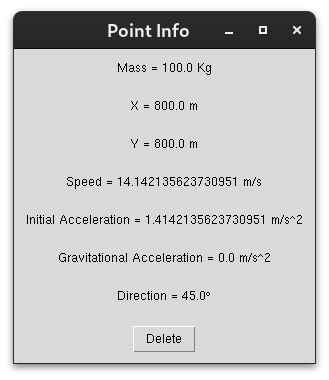 Point Info
Mass = 100.0 Kg
X = 800.0 m
Y = 800.0 m
Speed = 14.142135623730951 m/s
Initial Acceleration = 1.4142135623730951 m/s^2
Gravitational Acceleration = 0.0 m/s^2
Direction = 45.0º
Delete